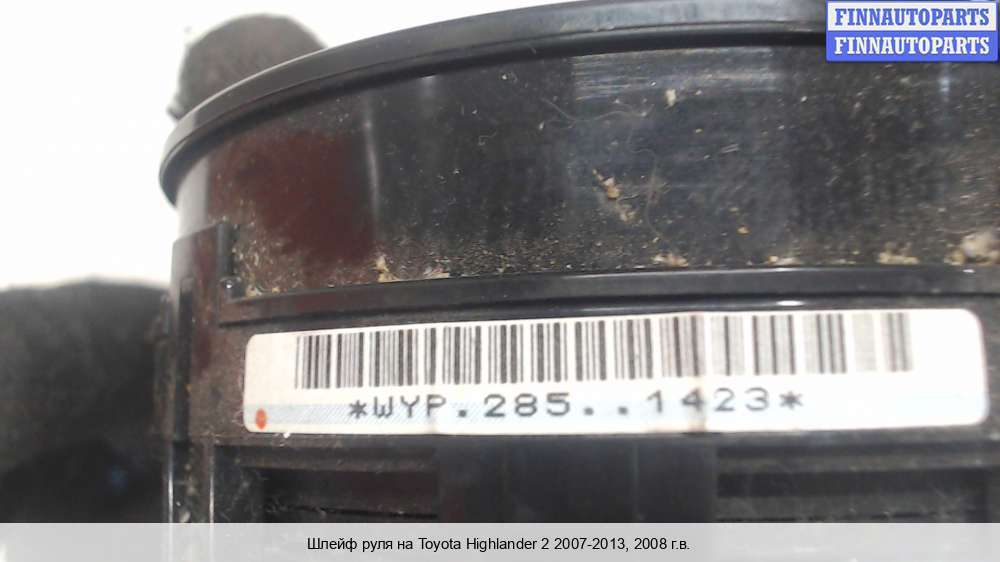 FINNAUTOPARTS
FINNAUTOPARTS
*WYP.285..1423*
Шлейф руля на Toyota Highlander 2 2007-2013, 2008 г.в.